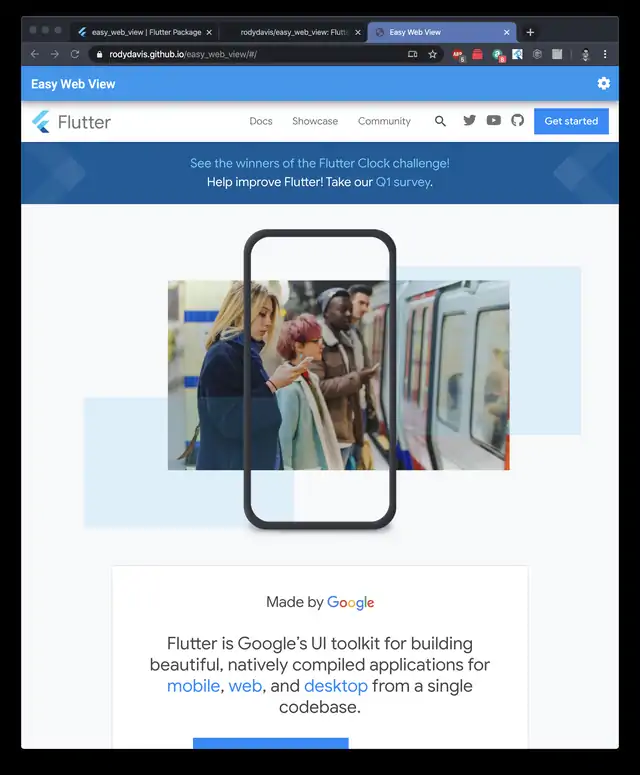 easy_web_view | Flutter Package
rodydavis/easy_web_view: Flutt
Easy Web View
rodydavis.github.io/easy_web_view/#/
Easy Web View
Flutter
Docs
Showcase
Community
Get started
See the winners of the Flutter Clock challenge!
Help improve Flutter! Take our Q1 survey.
Made by Google
Flutter is Google's UI toolkit for building
beautiful, natively compiled applications for
mobile, web, and desktop from a single
codebase.